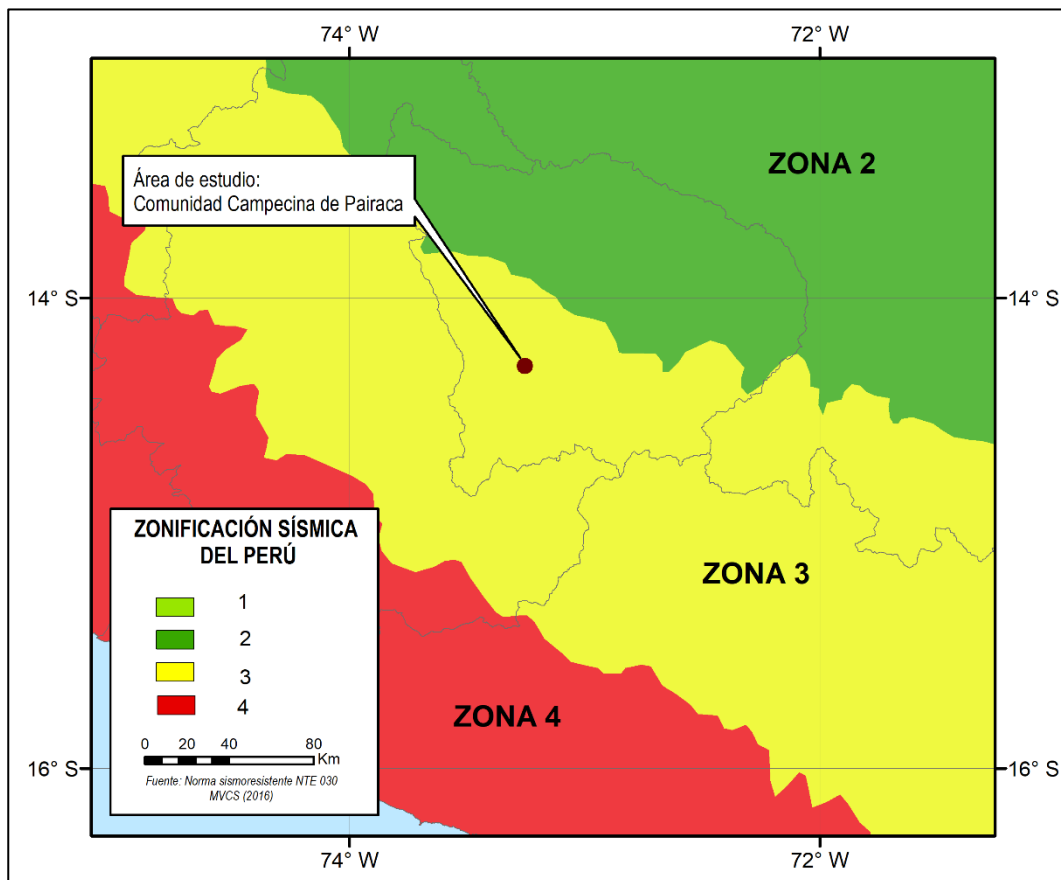 74° W
72° W
ZONA 2
Área de estudio:
Comunidad Campecina de Pairaca
14° S
14° S
ZONIFICACIÓN SÍSMICA
DEL PERÚ
1
2
3
4
0 20 40 80
Km
Fuente: Norma sismoresistente NTE 030
MVCS (2016)
ZONA 3
ZONA 4
16° S
16° S
74° W
72° W